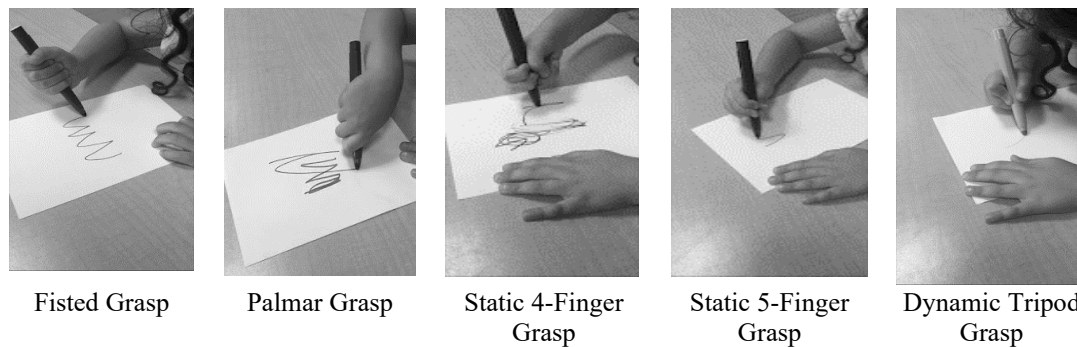 Fisted Grasp
Palmar Grasp
Static 4-Finger
Grasp
Static 5-Finger
Grasp
Dynamic Tripod
Grasp